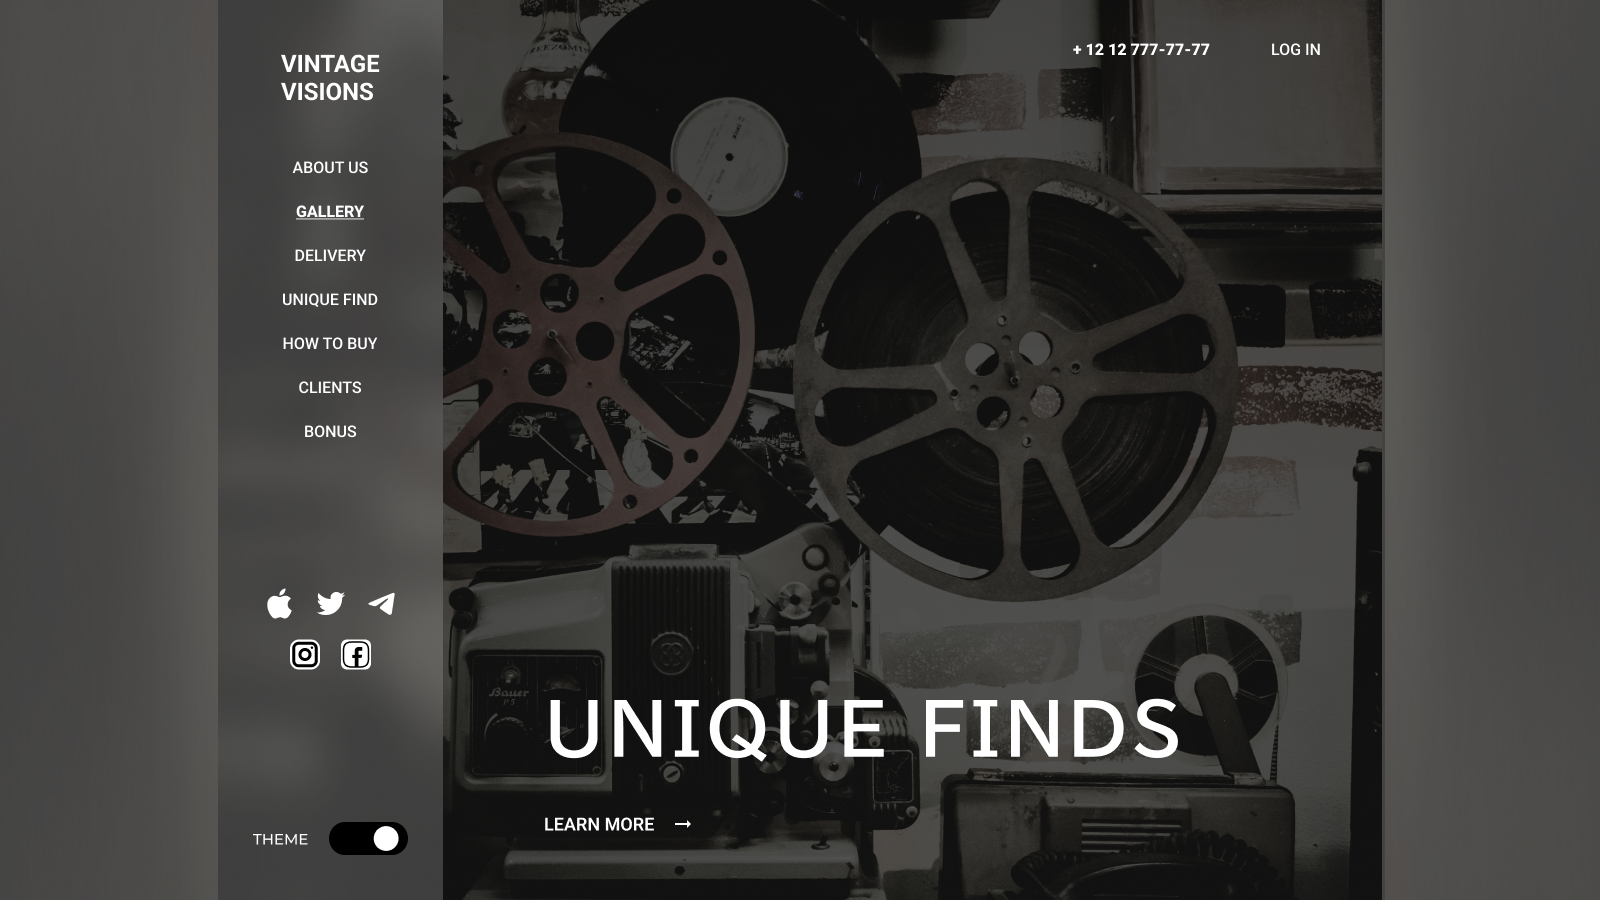 VINTAGE
VISIONS
ABOUT US
GALLERY
DELIVERY
UNIQUE FIND
HOW TO BUY
CLIENTS
BONUS
THEME
+ 12 12 777-77-77
LOG IN
Bauer
P5
UNIQUE FINDS
LEARN MORE →